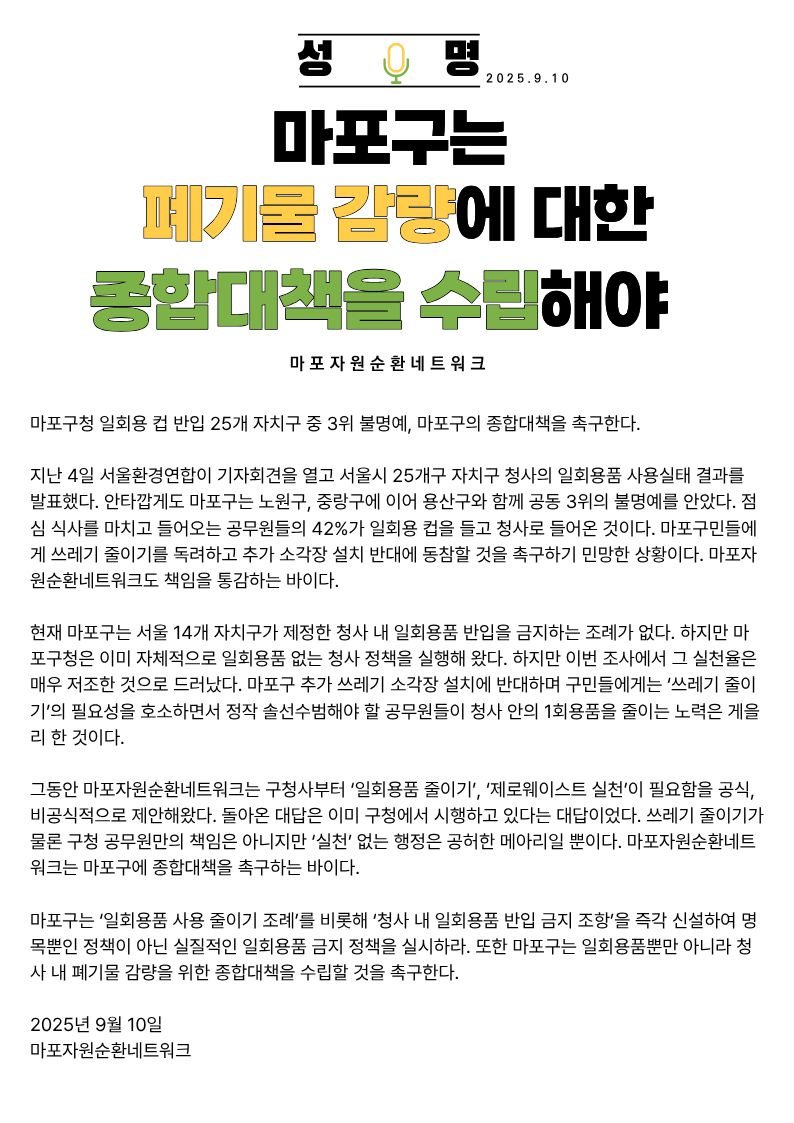 성 명
2025.9.10
마포구는
폐기물 감량에 대한
종합대책을 수립해야
마포자원순환네트워크
마포구청 일회용 컵 반입 25개 자치구 중 3위 불명예, 마포구의 종합대책을 촉구한다.
지난 4일 서울환경연합이 기자회견을 열고 서울시 25개구 자치구 청사의 일회용품 사용실태 결과를
발표했다. 안타깝게도 마포구는 노원구, 중랑구에 이어 용산구와 함께 공동 3위의 불명예를 안았다. 점
심 식사를 마치고 들어오는 공무원들의 42%가 일회용 컵을 들고 청사로 들어온 것이다. 마포구민들에
게 쓰레기 줄이기를 독려하고 추가 소각장 설치 반대에 동참할 것을 촉구하기 민망한 상황이다. 마포자
원순환네트워크도 책임을 통감하는 바이다.
현재 마포구는 서울 14개 자치구가 제정한 청사 내 일회용품 반입을 금지하는 조례가 없다. 하지만 마
포구청은 이미 자체적으로 일회용품 없는 청사 정책을 실행해 왔다. 하지만 이번 조사에서 그 실천율은
매우 저조한 것으로 드러났다. 마포구 추가 쓰레기 소각장 설치에 반대하며 구민들에게는 ‘쓰레기 줄이
기’의 필요성을 호소하면서 정작 솔선수범해야 할 공무원들이 청사 안의 1회용품을 줄이는 노력은 게을
리 한 것이다.
그동안 마포자원순환네트워크는 구청사부터 ‘일회용품 줄이기’, ‘제로웨이스트 실천’이 필요함을 공식,
비공식적으로 제안해왔다. 돌아온 대답은 이미 구청에서 시행하고 있다는 대답이었다. 쓰레기 줄이기가
물론 구청 공무원만의 책임은 아니지만 ‘실천’ 없는 행정은 공허한 메아리일 뿐이다. 마포자원순환네트
워크는 마포구에 종합대책을 촉구하는 바이다.
마포구는 ‘일회용품 사용 줄이기 조례’를 비롯해 ‘청사 내 일회용품 반입 금지 조항’을 즉각 신설하여 명
목뿐인 정책이 아닌 실질적인 일회용품 금지 정책을 실시하라. 또한 마포구는 일회용품뿐만 아니라 청
사 내 폐기물 감량을 위한 종합대책을 수립할 것을 촉구한다.
2025년 9월 10일
마포자원순환네트워크